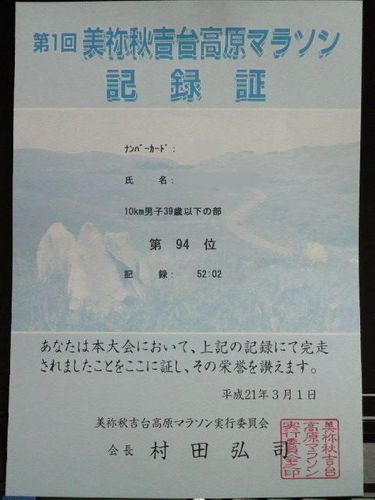 第1回 美祢秋吉台高原マラソン
記録証
ﾅﾝﾊﾞｰｶｰﾄﾞ：
氏 名：
10km男子39歳以下の部
第 94 位
記 録： 52:02
あなたは本大会において、上記の記録にて完走
されましたことをここに証し、その栄誉を讃えます。
平成21年３月１日
美祢秋吉台高原マラソン実行委員会
会長 村田弘司
美祢秋吉台
高原マラソン
実行委員会印